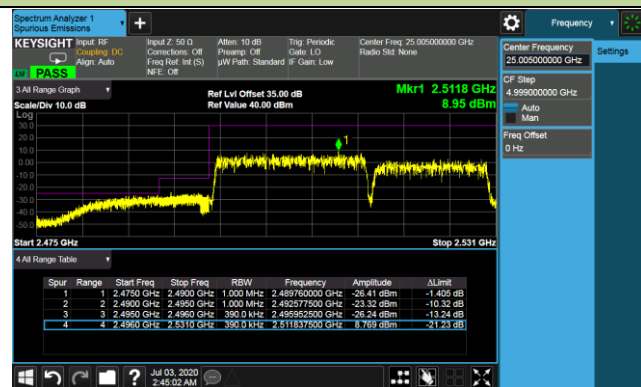 Spectrum Analyzer 1
Spurious Emissions
+
Frequency
KEYSIGHT
Input: RF
Coupling: DC
Align: Auto
Input Z: 50 Ω
Corrections: Off
Freq Ref: Int (S)
NFE: Off
Atten: 10 dB
Preamp: Off
µW Path: Standard
Trig: Periodic
Gate: LO
IF Gain: Low
Center Freq: 25.005000000 GHz
Radio Std: None
PASS
Center Frequency
25.005000000 GHz
Settings
CF Step
4.999000000 GHz
Auto
Man
Freq Offset
0 Hz
3 All Range Graph
Scale/Div 10.0 dB
Ref Lvl Offset 35.00 dB
Ref Value 40.00 dBm
Mkr1 2.5118 GHz
8.95 dBm
Log
30.0
20.0
10.0
0.00
-10.0
-20.0
-30.0
-40.0
-50.0
1
Start 2.475 GHz
Stop 2.531 GHz
4 All Range Table
Spur Range Start Freq Stop Freq RBW Frequency Amplitude ΔLimit
1 1 2.4750 GHz 2.4900 GHz 1.000 MHz 2.489760000 GHz -26.41 dBm -1.405 dB
2 2 2.4900 GHz 2.4950 GHz 1.000 MHz 2.492577500 GHz -23.32 dBm -10.32 dB
3 3 2.4950 GHz 2.4960 GHz 390.0 kHz 2.495952500 GHz -26.24 dBm -13.24 dB
4 4 2.4960 GHz 2.5310 GHz 390.0 kHz 2.511837500 GHz 8.769 dBm -21.23 dB
?
Jul 03, 2020
2:45:02 AM